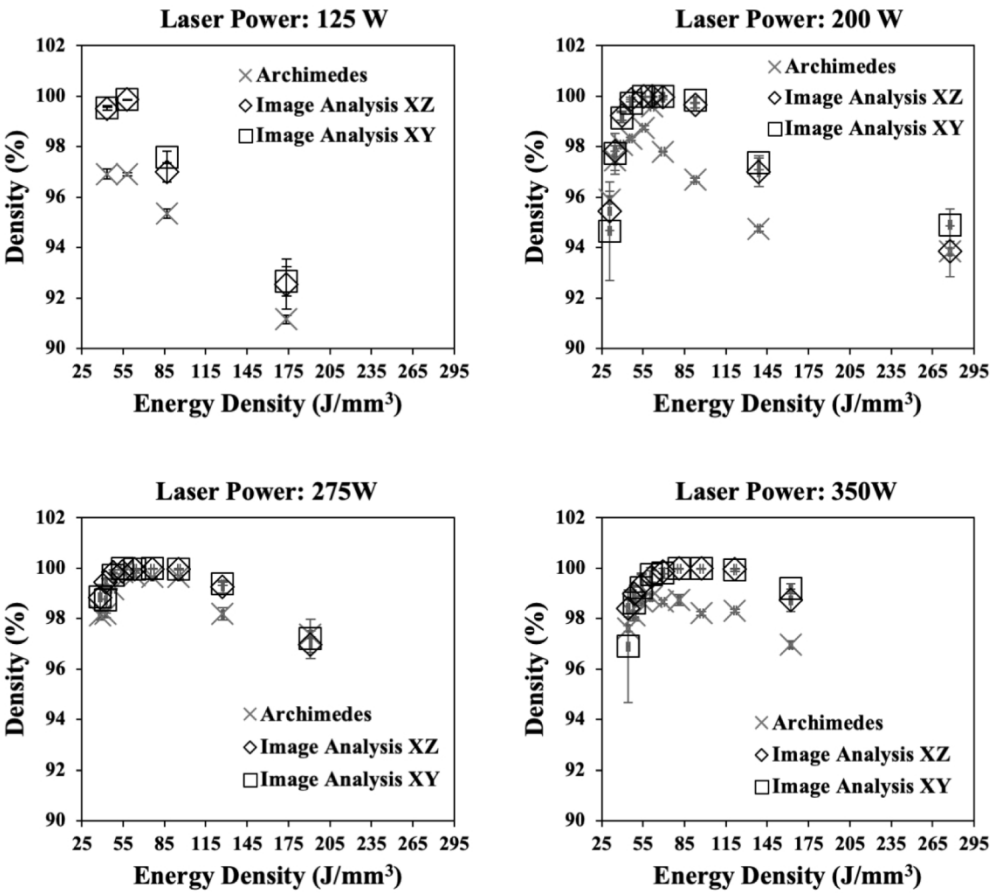 Laser Power: 125 W
102
100
98
96
94
92
90
Density (%)
Archimedes
Image Analysis XZ
Image Analysis XY
25 55 85 115 145 175 205 235 265 295
Energy Density (J/mm³)
Laser Power: 200 W
102
100
98
96
94
92
90
Density (%)
Archimedes
Image Analysis XZ
Image Analysis XY
25 55 85 115 145 175 205 235 265 295
Energy Density (J/mm³)
Laser Power: 275W
102
100
98
96
94
92
90
Density (%)
Archimedes
Image Analysis XZ
Image Analysis XY
25 55 85 115 145 175 205 235 265 295
Energy Density (J/mm³)
Laser Power: 350W
102
100
98
96
94
92
90
Density (%)
Archimedes
Image Analysis XZ
Image Analysis XY
25 55 85 115 145 175 205 235 265 295
Energy Density (J/mm³)